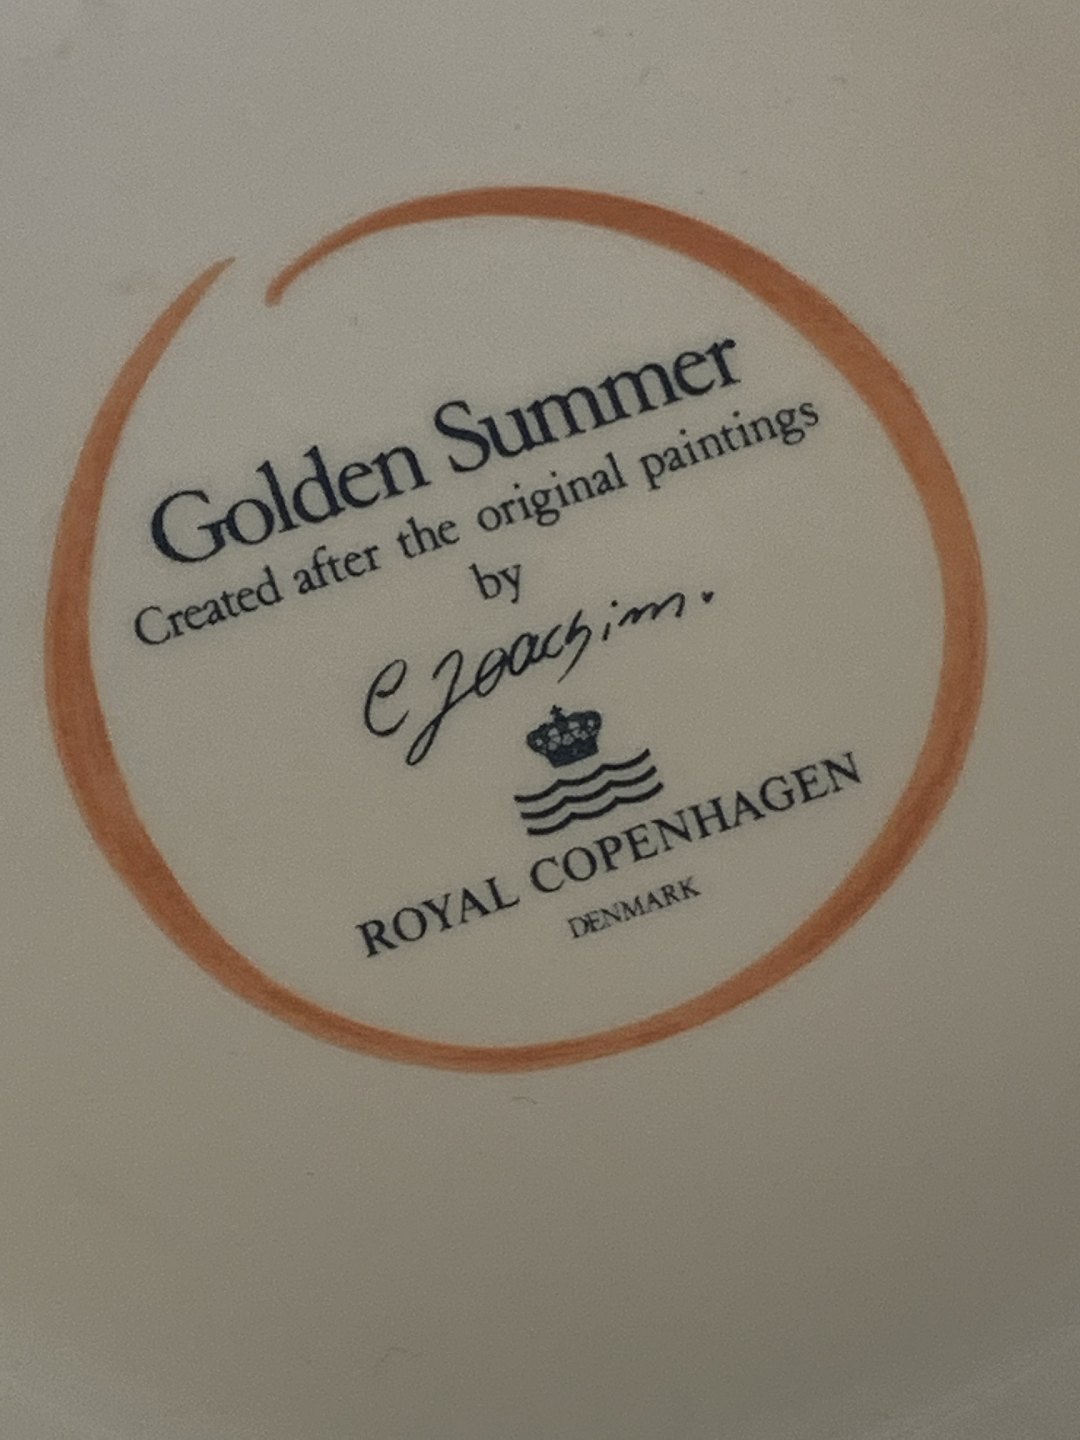 Golden Summer
Created after the original paintings
by
C Joachim.
ROYAL COPENHAGEN
DENMARK